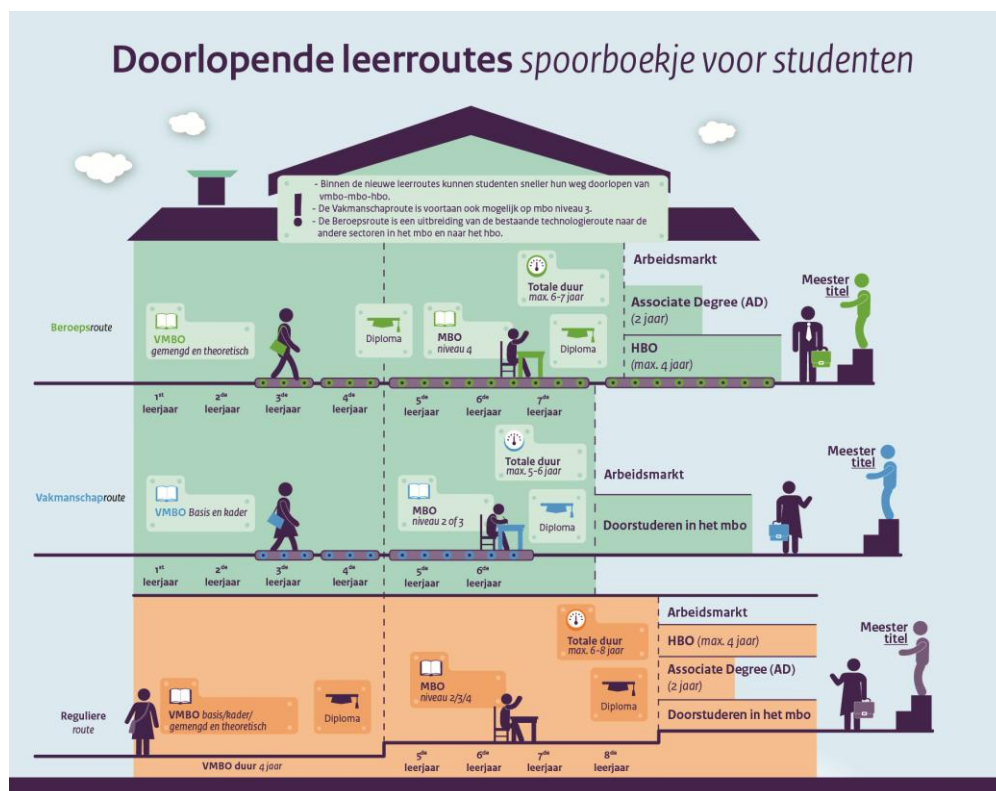 Doorlopende leerroutes spoorboekje voor studenten
- Binnen de nieuwe leerroutes kunnen studenten sneller hun weg doorlopen van
vmbo-mbo-hbo.
- De Vakmanschaproute is voortaan ook mogelijk op mbo niveau 3.
- De Beroepsroute is een uitbreiding van de bestaande technologieroute naar de
andere sectoren in het mbo en naar het hbo.
!
Beroepsroute
VMBO
gemengd en theoretisch
Diploma
MBO
niveau 4
Totale duur
max. 6-7 jaar
Diploma
Arbeidsmarkt
Associate Degree (AD)
(2 jaar)
HBO
(max. 4 jaar)
Meester
titel
1st
leerjaar
2de
leerjaar
3de
leerjaar
4de
leerjaar
5de
leerjaar
6de
leerjaar
7de
leerjaar
Vakmanschaproute
VMBO Basis en kader
MBO
niveau 2 of 3
Totale duur
max. 5-6 jaar
Diploma
Arbeidsmarkt
Doorstuderen in het mbo
Meester
titel
1st
leerjaar
2de
leerjaar
3de
leerjaar
4de
leerjaar
5de
leerjaar
6de
leerjaar
Reguliere
route
VMBO basis/kader/
gemengd en theoretisch
Diploma
MBO
niveau 2/3/4
Totale duur
max. 6-8 jaar
Diploma
Arbeidsmarkt
HBO (max. 4 jaar)
Associate Degree (AD)
(2 jaar)
Doorstuderen in het mbo
Meester
titel
VMBO duur 4 jaar
5de
leerjaar
6de
leerjaar
7de
leerjaar
8de
leerjaar